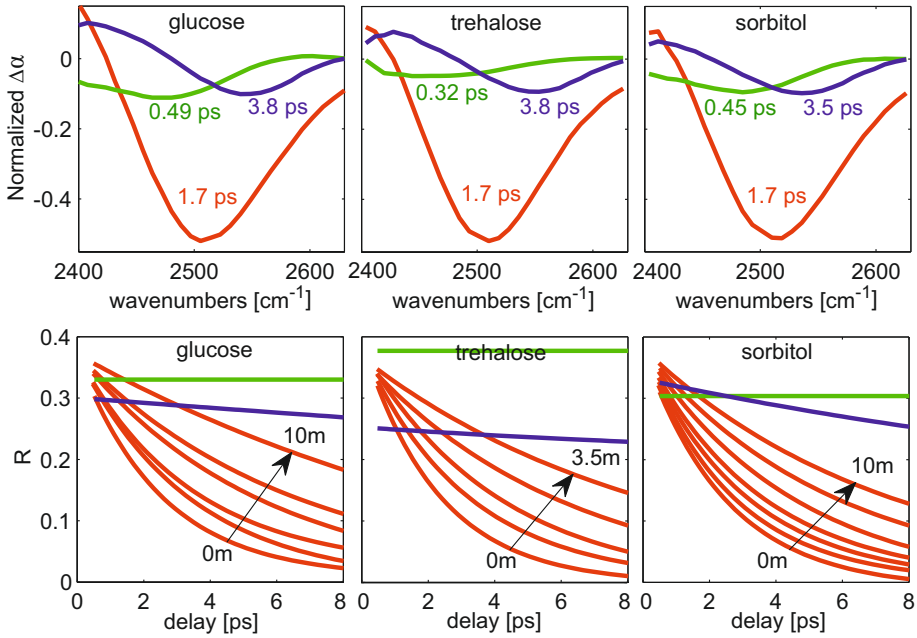 glucose
trehalose
sorbitol
Normalized Δα
0
-0.2
-0.4
0.49 ps
3.8 ps
1.7 ps
0.32 ps
3.8 ps
1.7 ps
0.45 ps
3.5 ps
1.7 ps
2400 2500 2600
2400 2500 2600
2400 2500 2600
wavenumbers [cm⁻¹]
wavenumbers [cm⁻¹]
wavenumbers [cm⁻¹]
R
0.4
0.3
0.2
0.1
0
glucose
trehalose
sorbitol
10m
0m
3.5m
0m
10m
0m
0 2 4 6 8
0 2 4 6 8
0 2 4 6 8
delay [ps]
delay [ps]
delay [ps]